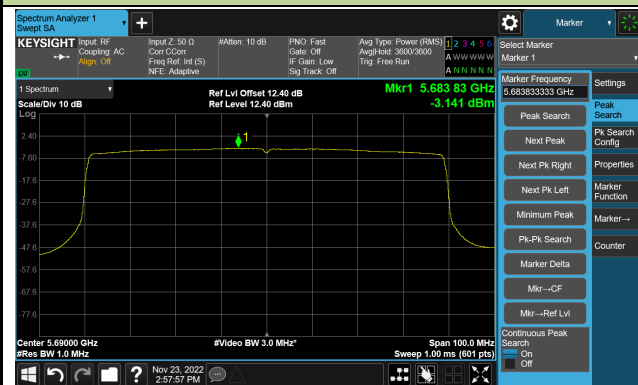 Spectrum Analyzer 1
Swept SA
Marker
KEYSIGHT
Input: RF
Coupling: AC
Align: Off
Input Z: 50 Ω
Corr CCorr
Freq Ref: Int (S)
NFE: Adaptive
#Atten: 10 dB
PNO: Fast
Gate: Off
IF Gain: Low
Sig Track: Off
Avg Type: Power (RMS)
Avg|Hold: 3600/3600
Trig: Free Run
1 2 3 4 5 6
A W W W W W
A N N N N N
LXI
Select Marker
Marker 1
1 Spectrum
Scale/Div 10 dB
Log
Ref Lvl Offset 12.40 dB
Ref Level 12.40 dBm
Mkr1 5.683 83 GHz
-3.141 dBm
2.40
-7.60
-17.6
-27.6
-37.6
-47.6
-57.6
-67.6
-77.6
1
Center 5.69000 GHz
#Res BW 1.0 MHz
#Video BW 3.0 MHz*
Span 100.0 MHz
Sweep 1.00 ms (601 pts)
Marker Frequency
5.683833333 GHz
Peak Search
Next Peak
Next Pk Right
Next Pk Left
Minimum Peak
Pk-Pk Search
Marker Delta
Mkr→CF
Mkr→Ref Lvl
Continuous Peak
Search
On
Off
Settings
Peak
Search
Pk Search
Config
Properties
Marker
Function
Marker→
Counter
?
Nov 23, 2022
2:57:57 PM